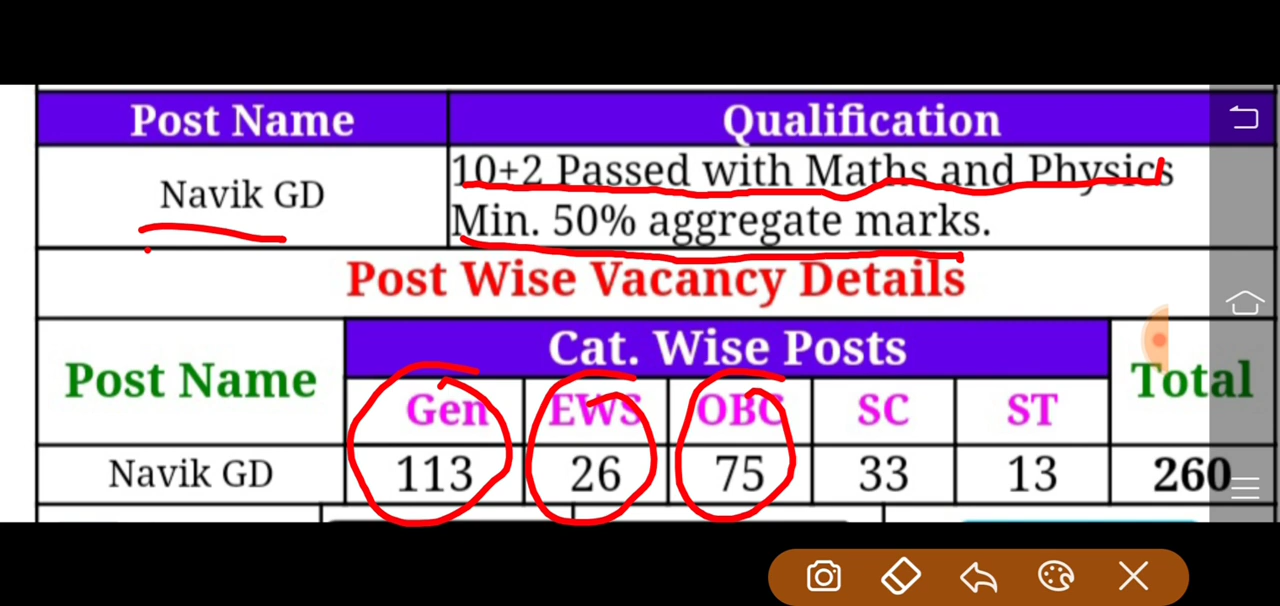 Post Name Qualification
Navik GD 10+2 Passed with Maths and Physics
Min. 50% aggregate marks.
Post Wise Vacancy Details
Post Name Cat. Wise Posts Total
Gen EWS OBC SC ST
Navik GD 113 26 75 33 13 260